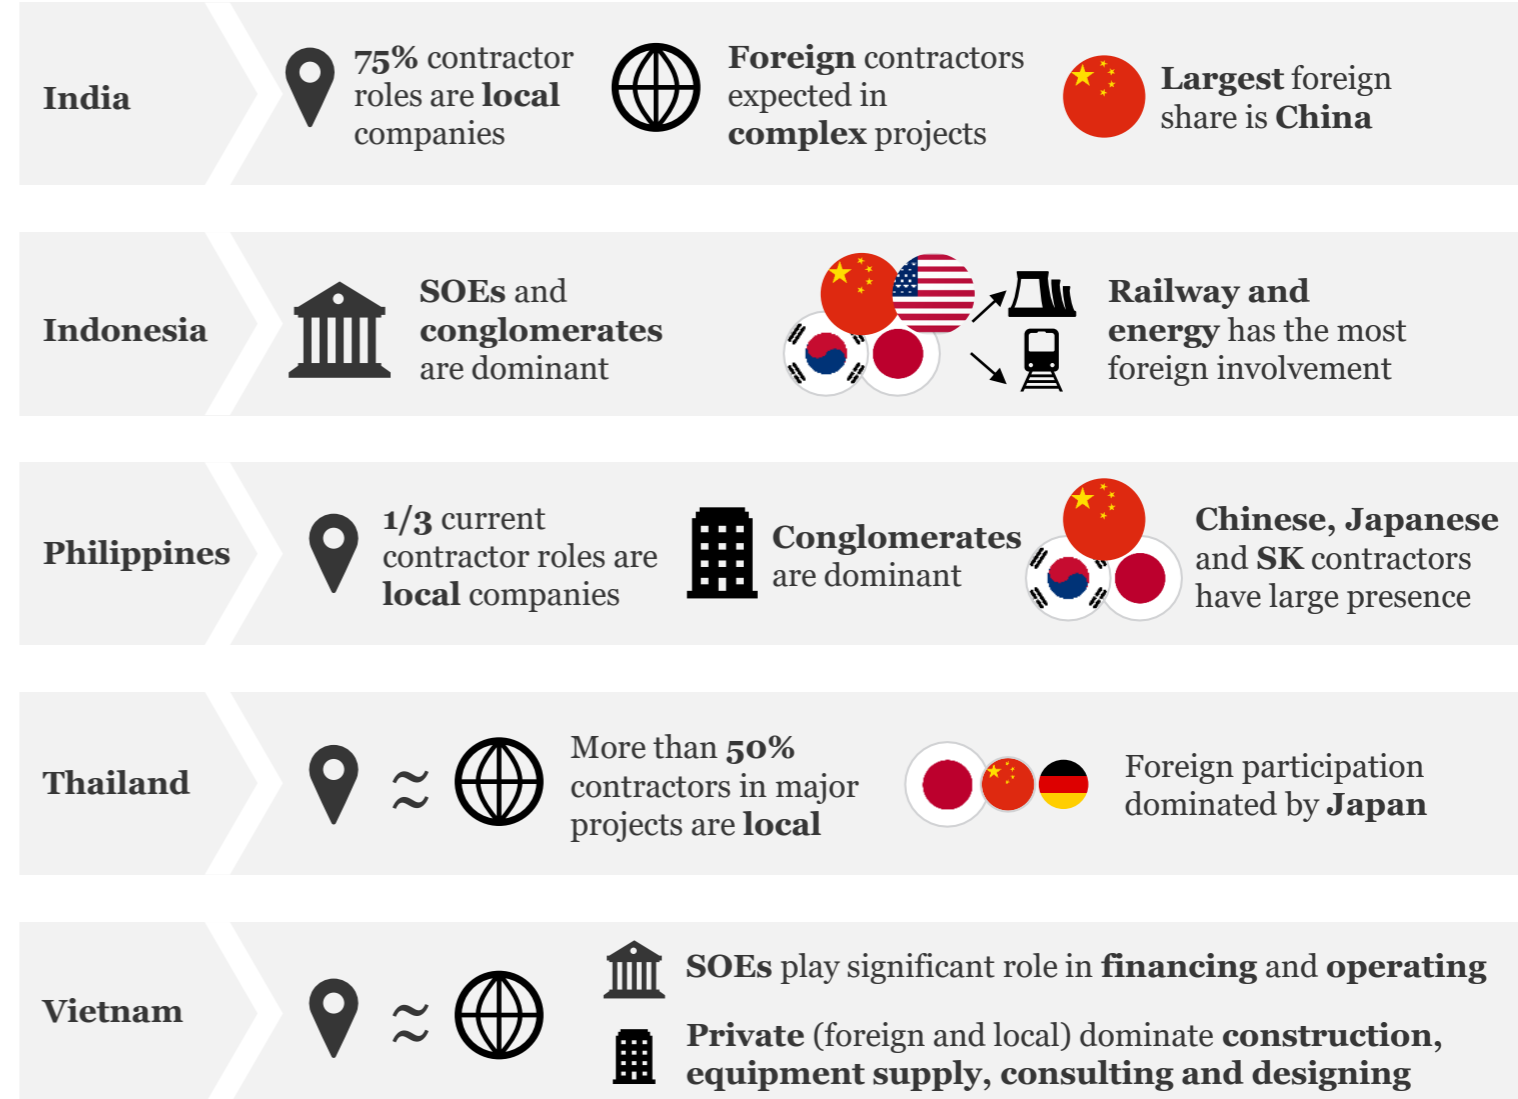 India
75% contractor
roles are local
companies
Foreign contractors
expected in
complex projects
Largest foreign
share is China
Indonesia
SOEs and
conglomerates
are dominant
Railway and
energy has the most
foreign involvement
Philippines
1/3 current
contractor roles are
local companies
Conglomerates
are dominant
Chinese, Japanese
and SK contractors
have large presence
Thailand
≈
More than 50%
contractors in major
projects are local
Foreign participation
dominated by Japan
Vietnam
≈
SOEs play significant role in financing and operating
Private (foreign and local) dominate construction,
equipment supply, consulting and designing